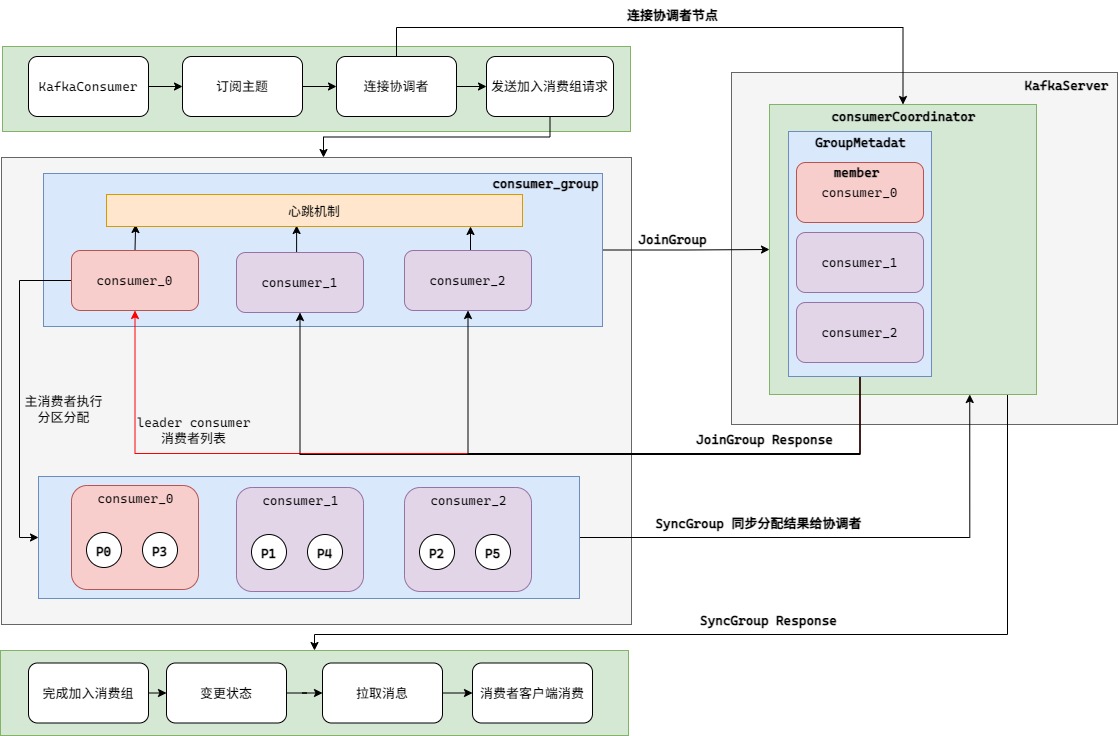 连接协调者节点
KafkaConsumer
订阅主题
连接协调者
发送加入消费组请求
KafkaServer
consumerCoordinator
GroupMetadat
member
consumer_0
consumer_1
consumer_2
consumer_group
心跳机制
consumer_0
consumer_1
consumer_2
JoinGroup
主消费者执行
分区分配
leader consumer
消费者列表
JoinGroup Response
consumer_0
P0
P3
consumer_1
P1
P4
consumer_2
P2
P5
SyncGroup 同步分配结果给协调者
SyncGroup Response
完成加入消费组
变更状态
拉取消息
消费者客户端消费